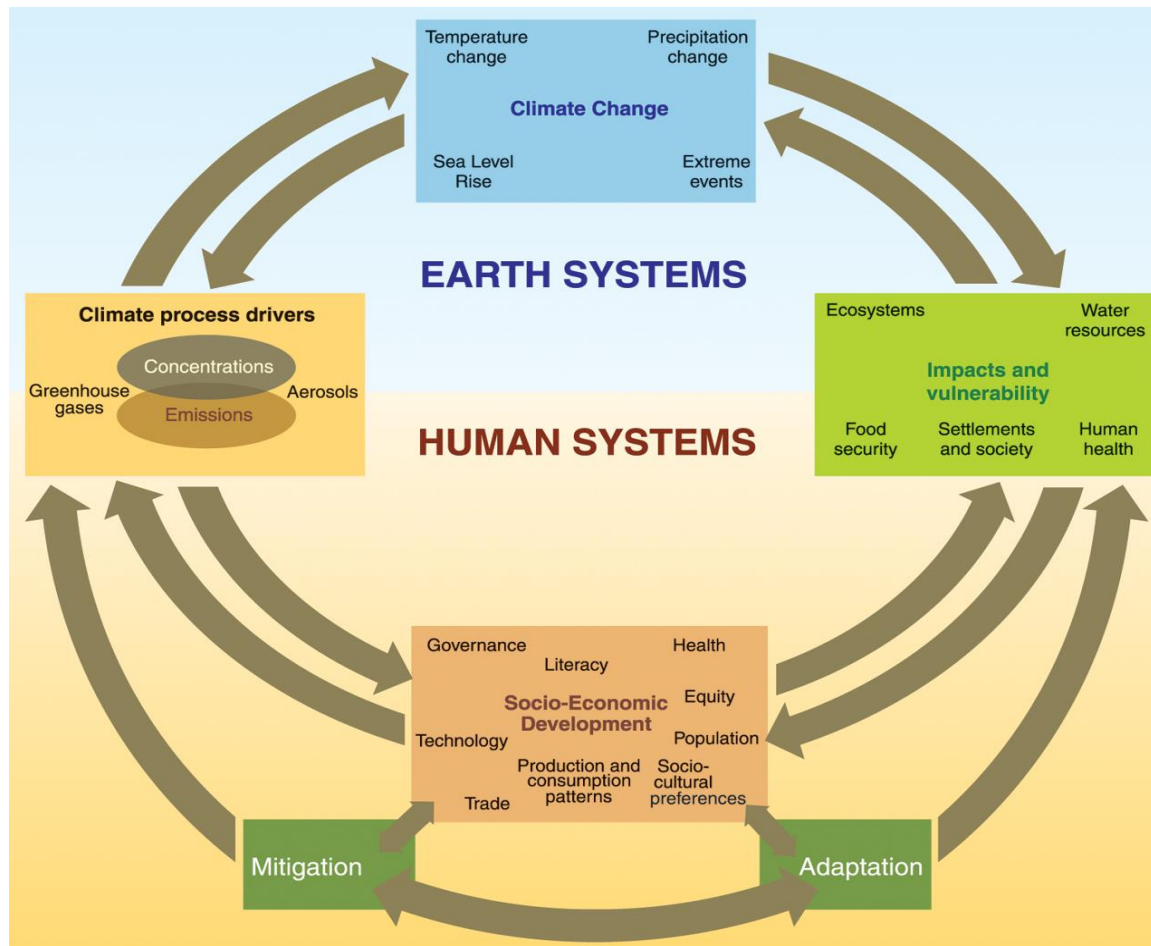 Temperature
change
Precipitation
change
Climate Change
Sea Level
Rise
Extreme
events
EARTH SYSTEMS
Climate process drivers
Concentrations
Greenhouse
gases
Aerosols
Emissions
Ecosystems
Water
resources
Impacts and
vulnerability
Food
security
Settlements
and society
Human
health
HUMAN SYSTEMS
Governance
Literacy
Health
Socio-Economic
Development
Equity
Technology
Population
Production and
consumption
patterns
Socio-
cultural
preferences
Trade
Mitigation
Adaptation